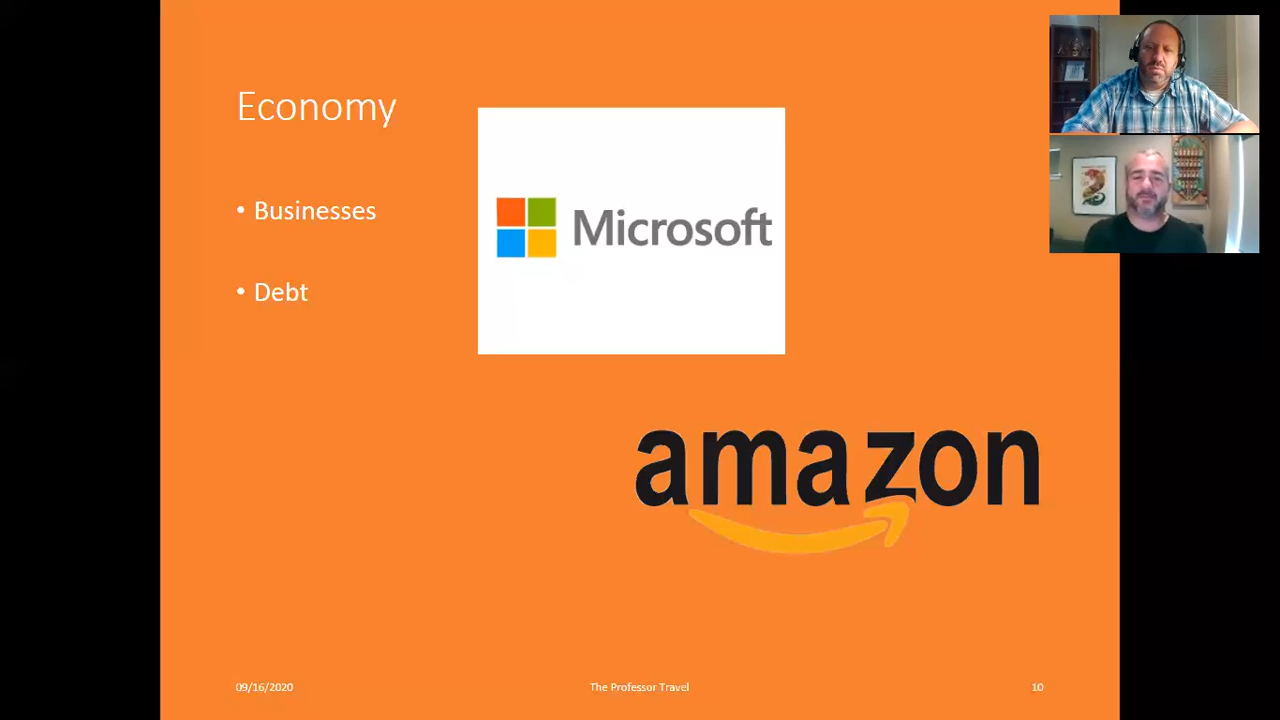 Economy
• Businesses
• Debt
Microsoft
amazon
09/16/2020
The Professor Travel
10